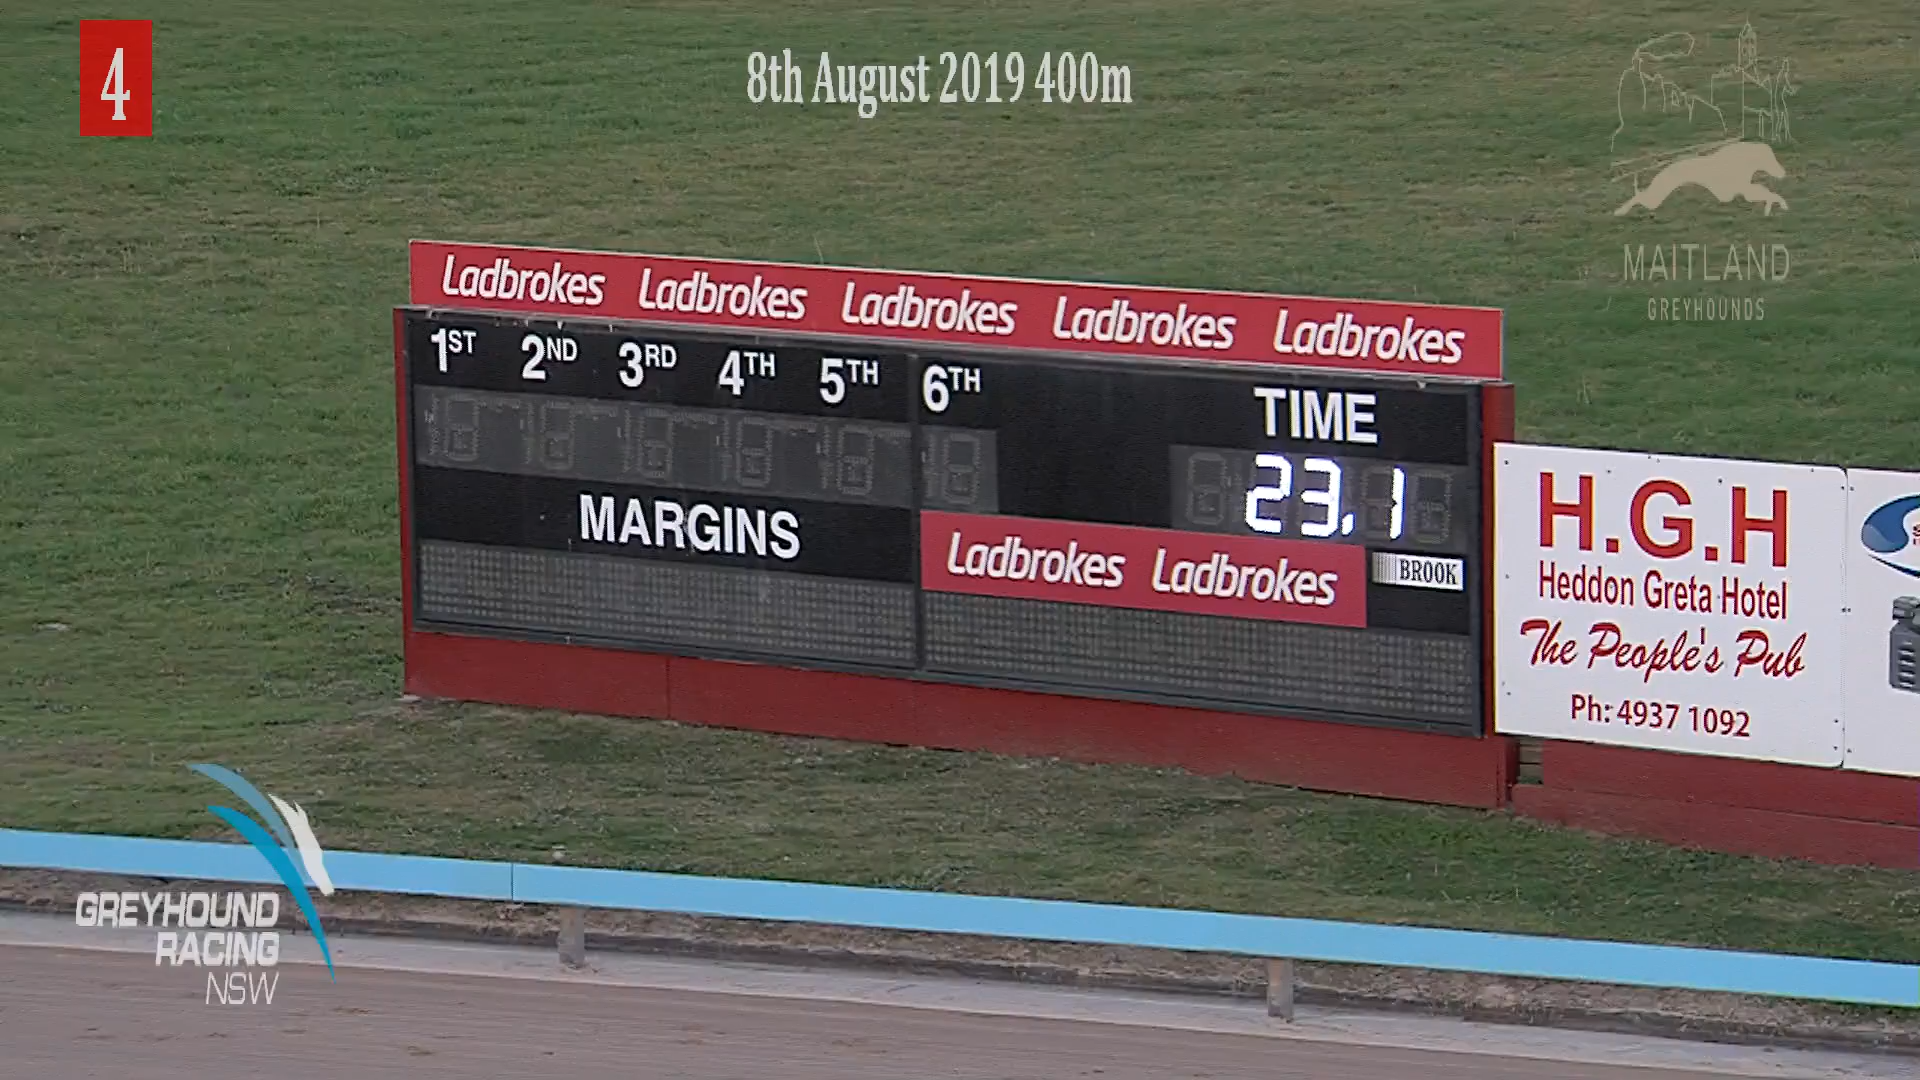 4
8th August 2019 400m
MAITLAND
GREYHOUNDS
Ladbrokes Ladbrokes Ladbrokes Ladbrokes Ladbrokes
1ST 2ND 3RD 4TH 5TH 6TH
TIME
23.1
MARGINS
Ladbrokes Ladbrokes
BROOK
H.G.H
Heddon Greta Hotel
The People's Pub
Ph: 4937 1092
GREYHOUND
RACING
NSW